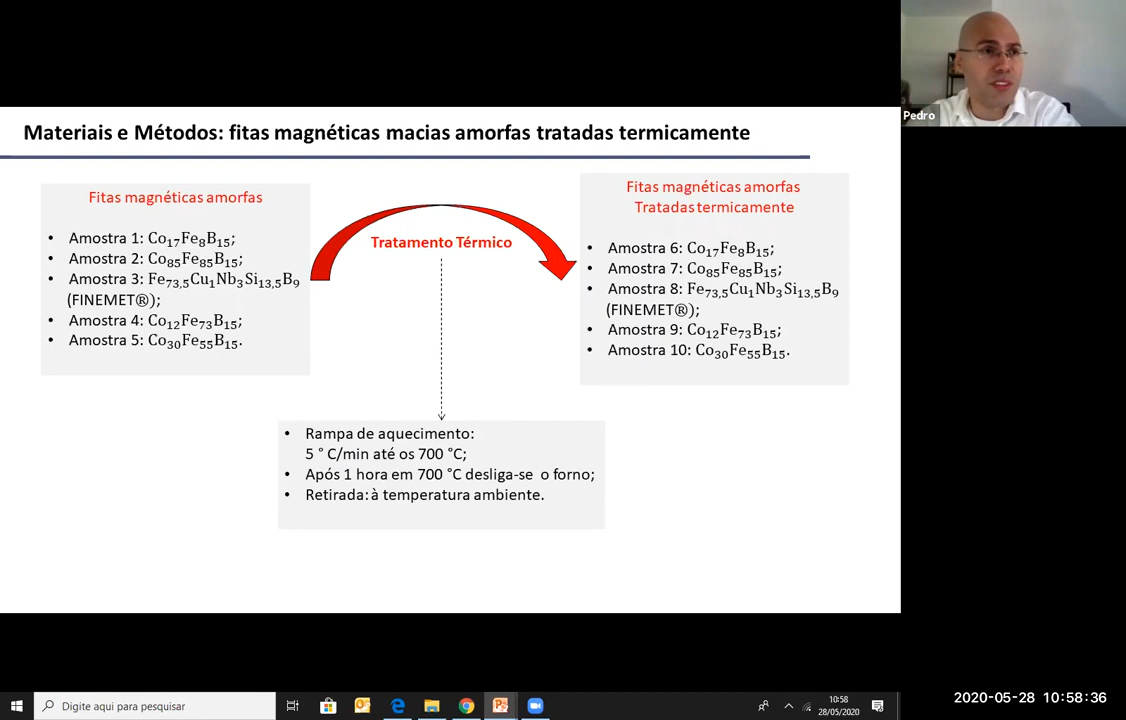 Pedro
Materiais e Métodos: fitas magnéticas macias amorfas tratadas termicamente
Fitas magnéticas amorfas
• Amostra 1: Co₁₇Fe₈B₁₅;
• Amostra 2: Co₈₅Fe₈₅B₁₅;
• Amostra 3: Fe₇₃,₅Cu₁Nb₃Si₁₃,₅B₉
(FINEMET®);
• Amostra 4: Co₁₂Fe₇₃B₁₅;
• Amostra 5: Co₃₀Fe₅₅B₁₅.
Tratamento Térmico
Fitas magnéticas amorfas
Tratadas termicamente
• Amostra 6: Co₁₇Fe₈B₁₅;
• Amostra 7: Co₈₅Fe₈₅B₁₅;
• Amostra 8: Fe₇₃,₅Cu₁Nb₃Si₁₃,₅B₉
(FINEMET®);
• Amostra 9: Co₁₂Fe₇₃B₁₅;
• Amostra 10: Co₃₀Fe₅₅B₁₅.
• Rampa de aquecimento:
5 ° C/min até os 700 °C;
• Após 1 hora em 700 °C desliga-se o forno;
• Retirada: à temperatura ambiente.
Digite aqui para pesquisar
10:58
28/05/2020
2020-05-28 10:58:36